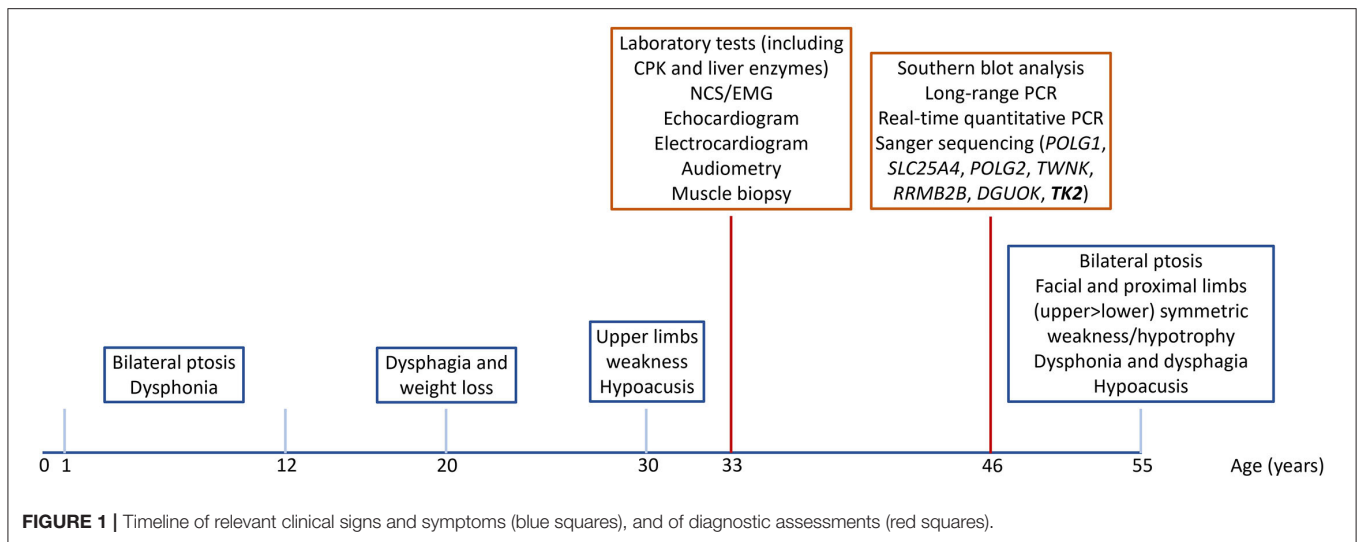 Laboratory tests (including
CPK and liver enzymes)
NCS/EMG
Echocardiogram
Electrocardiogram
Audiometry
Muscle biopsy
Southern blot analysis
Long-range PCR
Real-time quantitative PCR
Sanger sequencing (POLG1,
SLC25A4, POLG2, TWNK,
RRMB2B, DGUOK, TK2)
Bilateral ptosis
Dysphonia
Dysphagia and
weight loss
Upper limbs
weakness
Hypoacusis
Bilateral ptosis
Facial and proximal limbs
(upper>lower) symmetric
weakness/hypotrophy
Dysphonia and dysphagia
Hypoacusis
0 1 12 20 30 33 46 55 Age (years)
FIGURE 1 | Timeline of relevant clinical signs and symptoms (blue squares), and of diagnostic assessments (red squares).